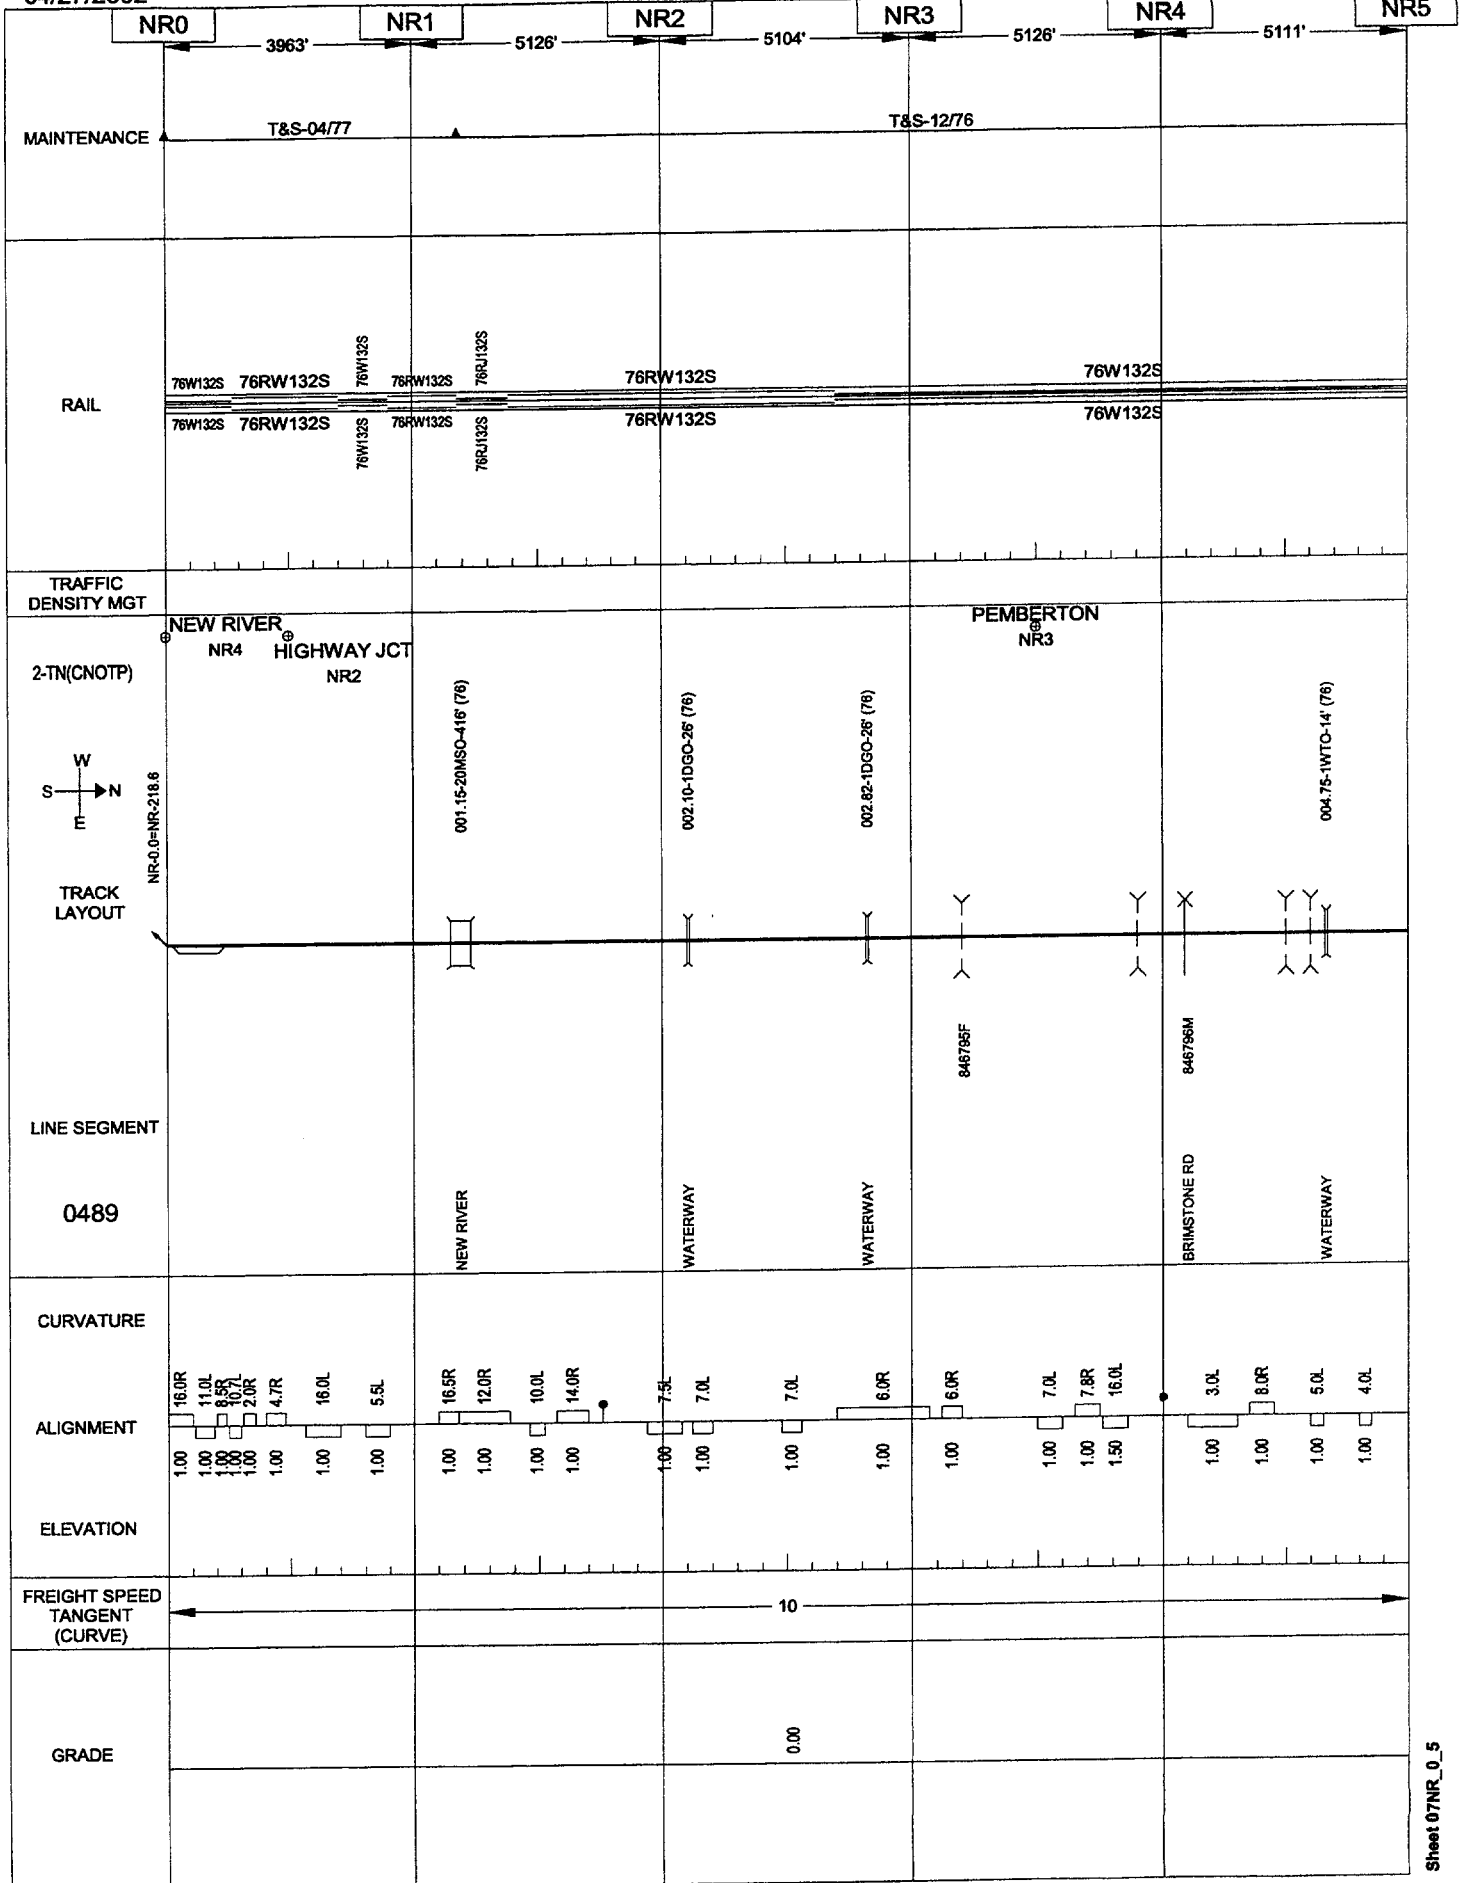 NR0 NR1 NR2 NR3 NR4 NR5
3963' 5126' 5104' 5126' 5111'
MAINTENANCE
T&S-04/77 T&S-12/76
RAIL
76W132S 76RW132S 76W132S 76RW132S 76RJ132S 76RW132S 76W132S
76W132S 76RW132S 76W132S 76RW132S 76RJ132S 76RW132S 76W132S
TRAFFIC
DENSITY MGT
NEW RIVER
NR4
HIGHWAY JCT
NR2
PEMBERTON
NR3
2-TN(CNOTP)
W
S N
E
NR-0.0=NR-218.6
001.15-20MSO-416' (76)
002.10-1DGO-26' (76)
002.82-1DGO-26' (76)
004.75-1WTO-14' (76)
TRACK
LAYOUT
846795F
846796M
LINE SEGMENT
0489
NEW RIVER
WATERWAY
WATERWAY
BRIMSTONE RD
WATERWAY
CURVATURE
16.0R 11.0L 8.5R 10.7L 2.0R 4.7R 16.0L 5.5L 16.5R 12.0R 10.0L 14.0R 7.5L 7.0L 7.0L 6.0R 6.0R 7.0L 7.8R 16.0L 3.0L 8.0R 5.0L 4.0L
ALIGNMENT
1.00 1.00 1.00 1.00 1.00 1.00 1.00 1.00 1.00 1.00 1.00 1.00 1.00 1.00 1.00 1.00 1.00 1.00 1.00 1.50 1.00 1.00 1.00 1.00
ELEVATION
FREIGHT SPEED
TANGENT
(CURVE)
10
GRADE
0.00
Sheet 07NR_0_5